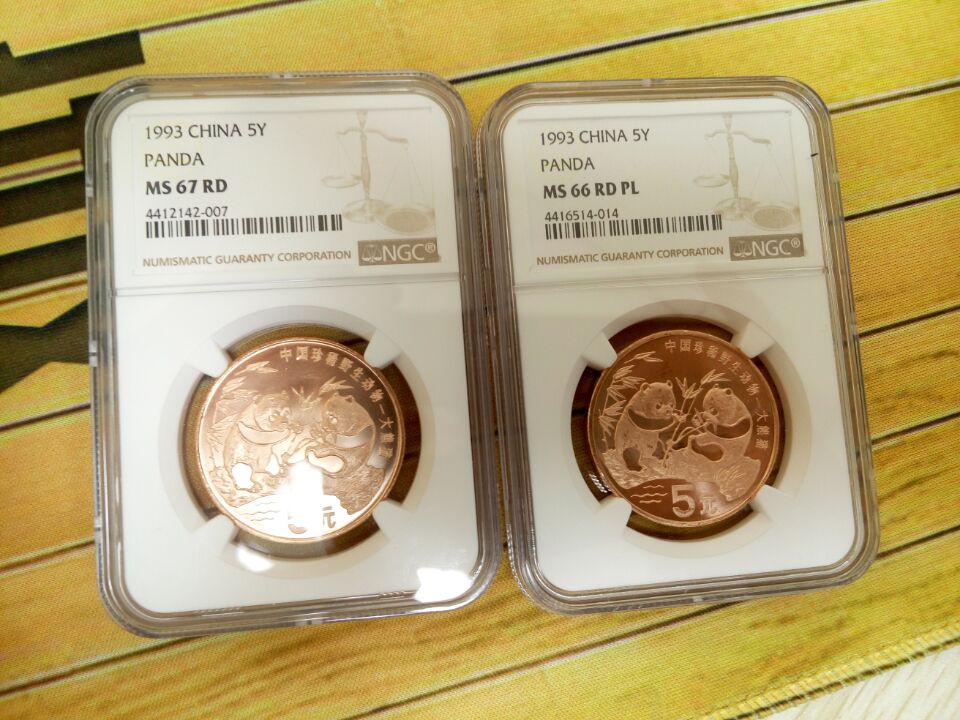 1993 CHINA 5Y
PANDA
MS 67 RD
4412142-007
NUMISMATIC GUARANTY CORPORATION
NGC®
中国珍稀野生动物—大熊猫
5元
1993 CHINA 5Y
PANDA
MS 66 RD PL
4416514-014
NUMISMATIC GUARANTY CORPORATION
NGC®
中国珍稀野生动物—大熊猫
5元